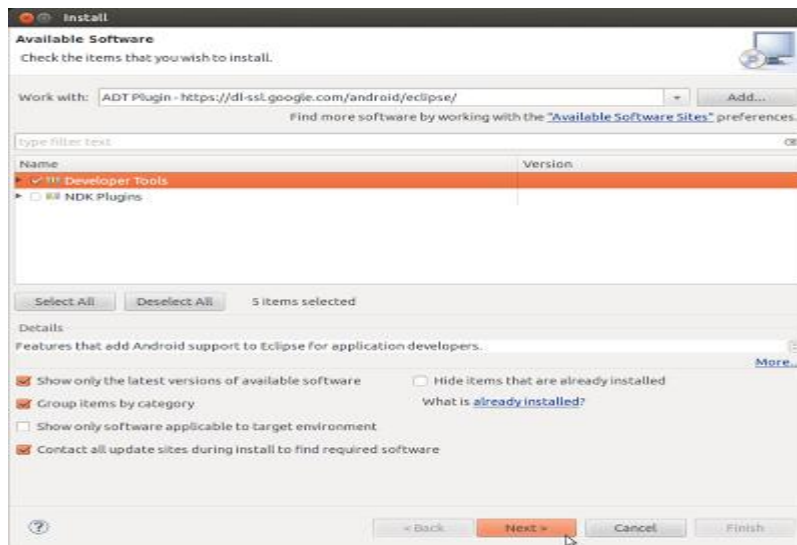 Install
Available Software
Check the items that you wish to install.
Work with: ADT Plugin - https://dl-ssl.google.com/android/eclipse/ Add...
Find more software by working with the "Available Software Sites" preferences.
type filter text
Name Version
Developer Tools
NDK Plugins
Select All Deselect All 5 items selected
Details
Features that add Android support to Eclipse for application developers.
More...
Show only the latest versions of available software Hide items that are already installed
Group items by category What is already installed?
Show only software applicable to target environment
Contact all update sites during install to find required software
? < Back Next > Cancel Finish